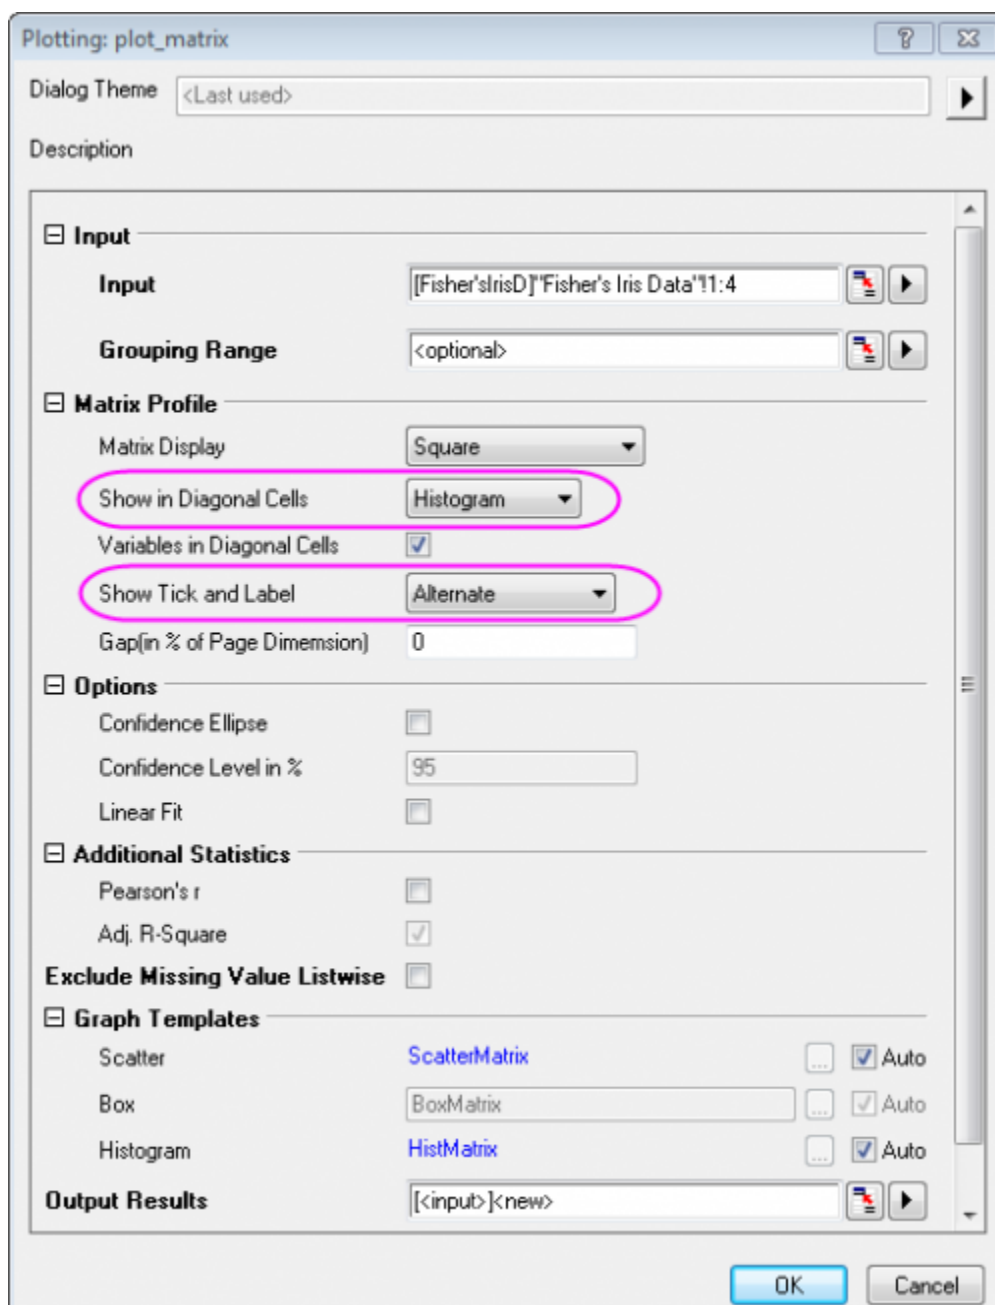 Plotting: plot_matrix
Dialog Theme <Last used>
Description
Input
Input [Fisher'sIrisD]"Fisher's Iris Data"!1:4
Grouping Range <optional>
Matrix Profile
Matrix Display Square
Show in Diagonal Cells Histogram
Variables in Diagonal Cells
Show Tick and Label Alternate
Gap(in % of Page Dimemsion) 0
Options
Confidence Ellipse
Confidence Level in % 95
Linear Fit
Additional Statistics
Pearson's r
Adj. R-Square
Exclude Missing Value Listwise
Graph Templates
Scatter ScatterMatrix ... Auto
Box BoxMatrix ... Auto
Histogram HistMatrix ... Auto
Output Results [<input>]<new>
OK Cancel